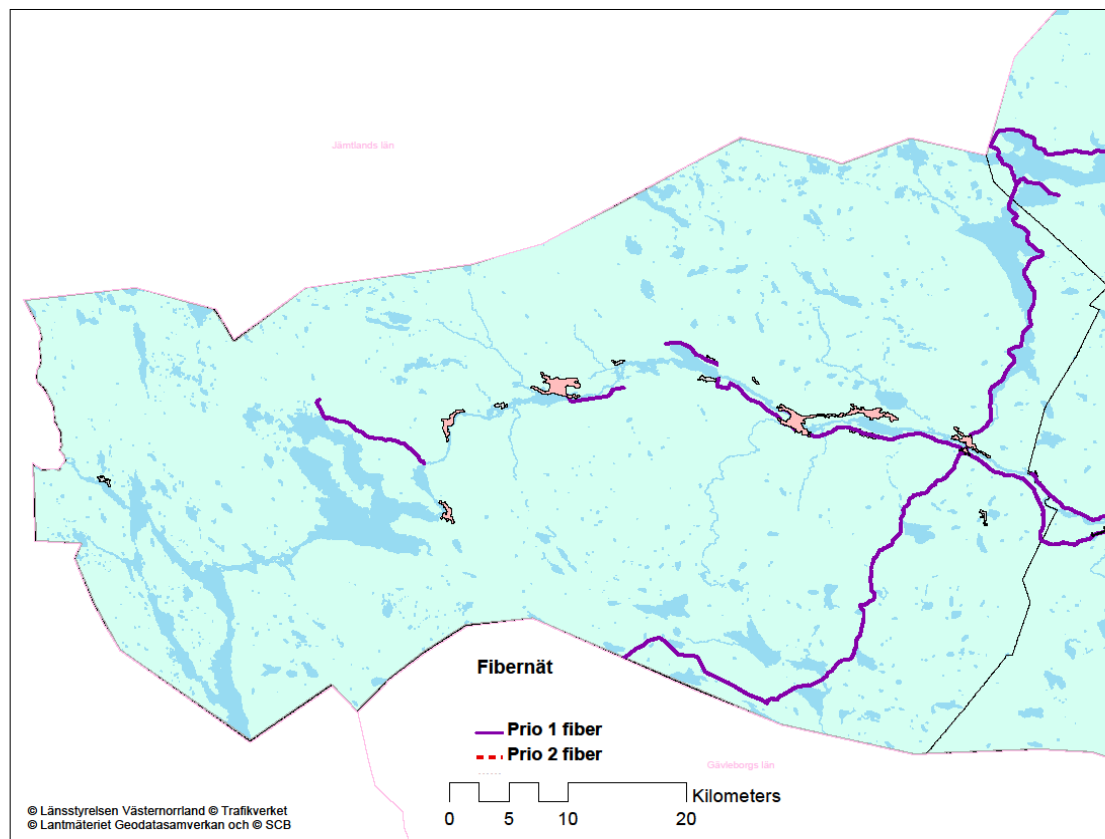 Jämtlands län
Fibernät
Prio 1 fiber
Prio 2 fiber
Gävleborgs län
Kilometers
0 5 10 20
© Länsstyrelsen Västernorrland © Trafikverket
© Lantmäteriet Geodatasamverkan och © SCB